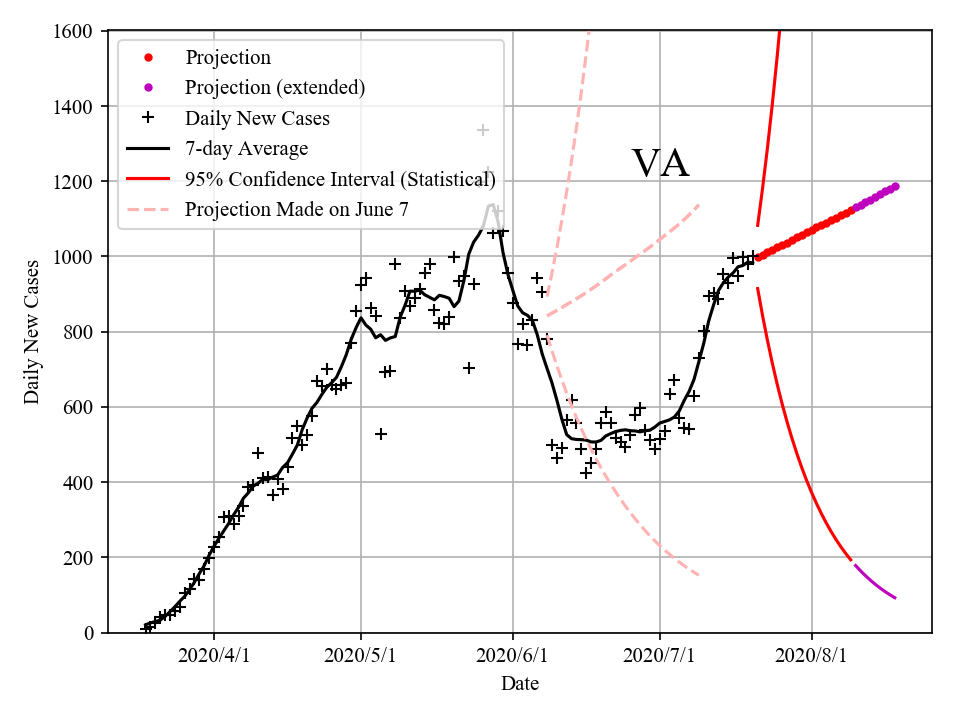 1600
1400
1200
1000
800
600
400
200
0
Daily New Cases
Projection
Projection (extended)
Daily New Cases
7-day Average
95% Confidence Interval (Statistical)
Projection Made on June 7
VA
2020/4/1
2020/5/1
2020/6/1
2020/7/1
2020/8/1
Date